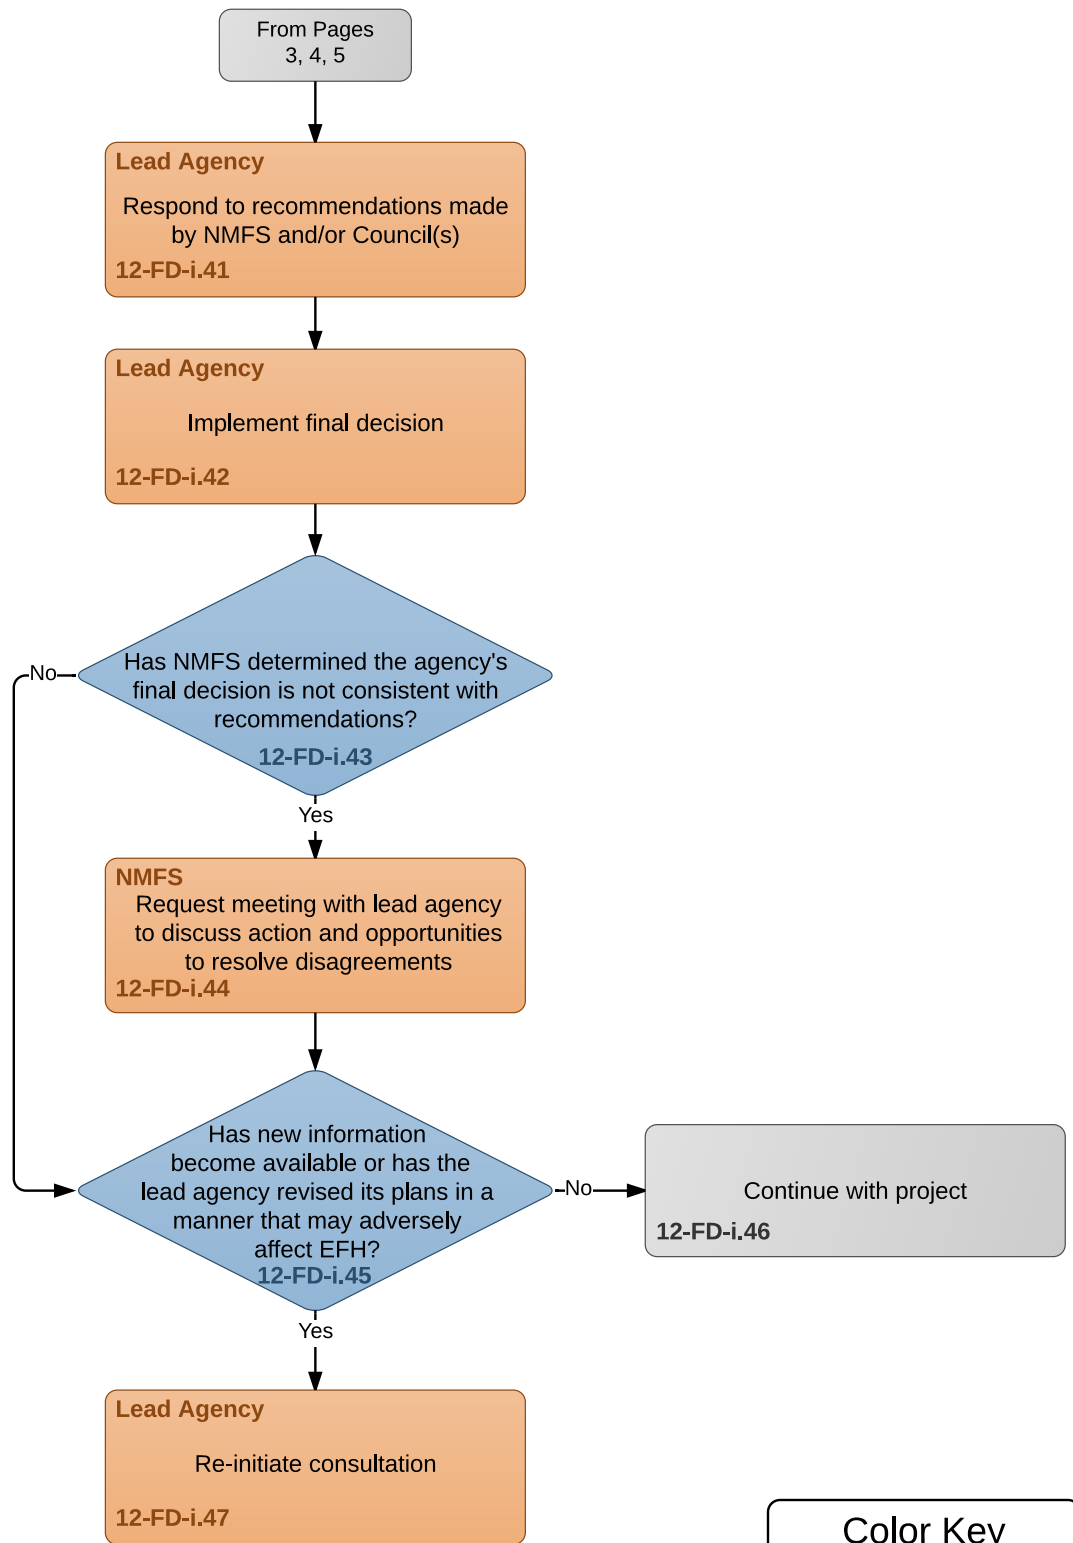 From Pages
3, 4, 5
Lead Agency
Respond to recommendations made
by NMFS and/or Council(s)
12-FD-i.41
Lead Agency
Implement final decision
12-FD-i.42
Has NMFS determined the agency's
final decision is not consistent with
recommendations?
12-FD-i.43
No
Yes
NMFS
Request meeting with lead agency
to discuss action and opportunities
to resolve disagreements
12-FD-i.44
Has new information
become available or has the
lead agency revised its plans in a
manner that may adversely
affect EFH?
12-FD-i.45
No
Continue with project
12-FD-i.46
Yes
Lead Agency
Re-initiate consultation
12-FD-i.47
Color Key